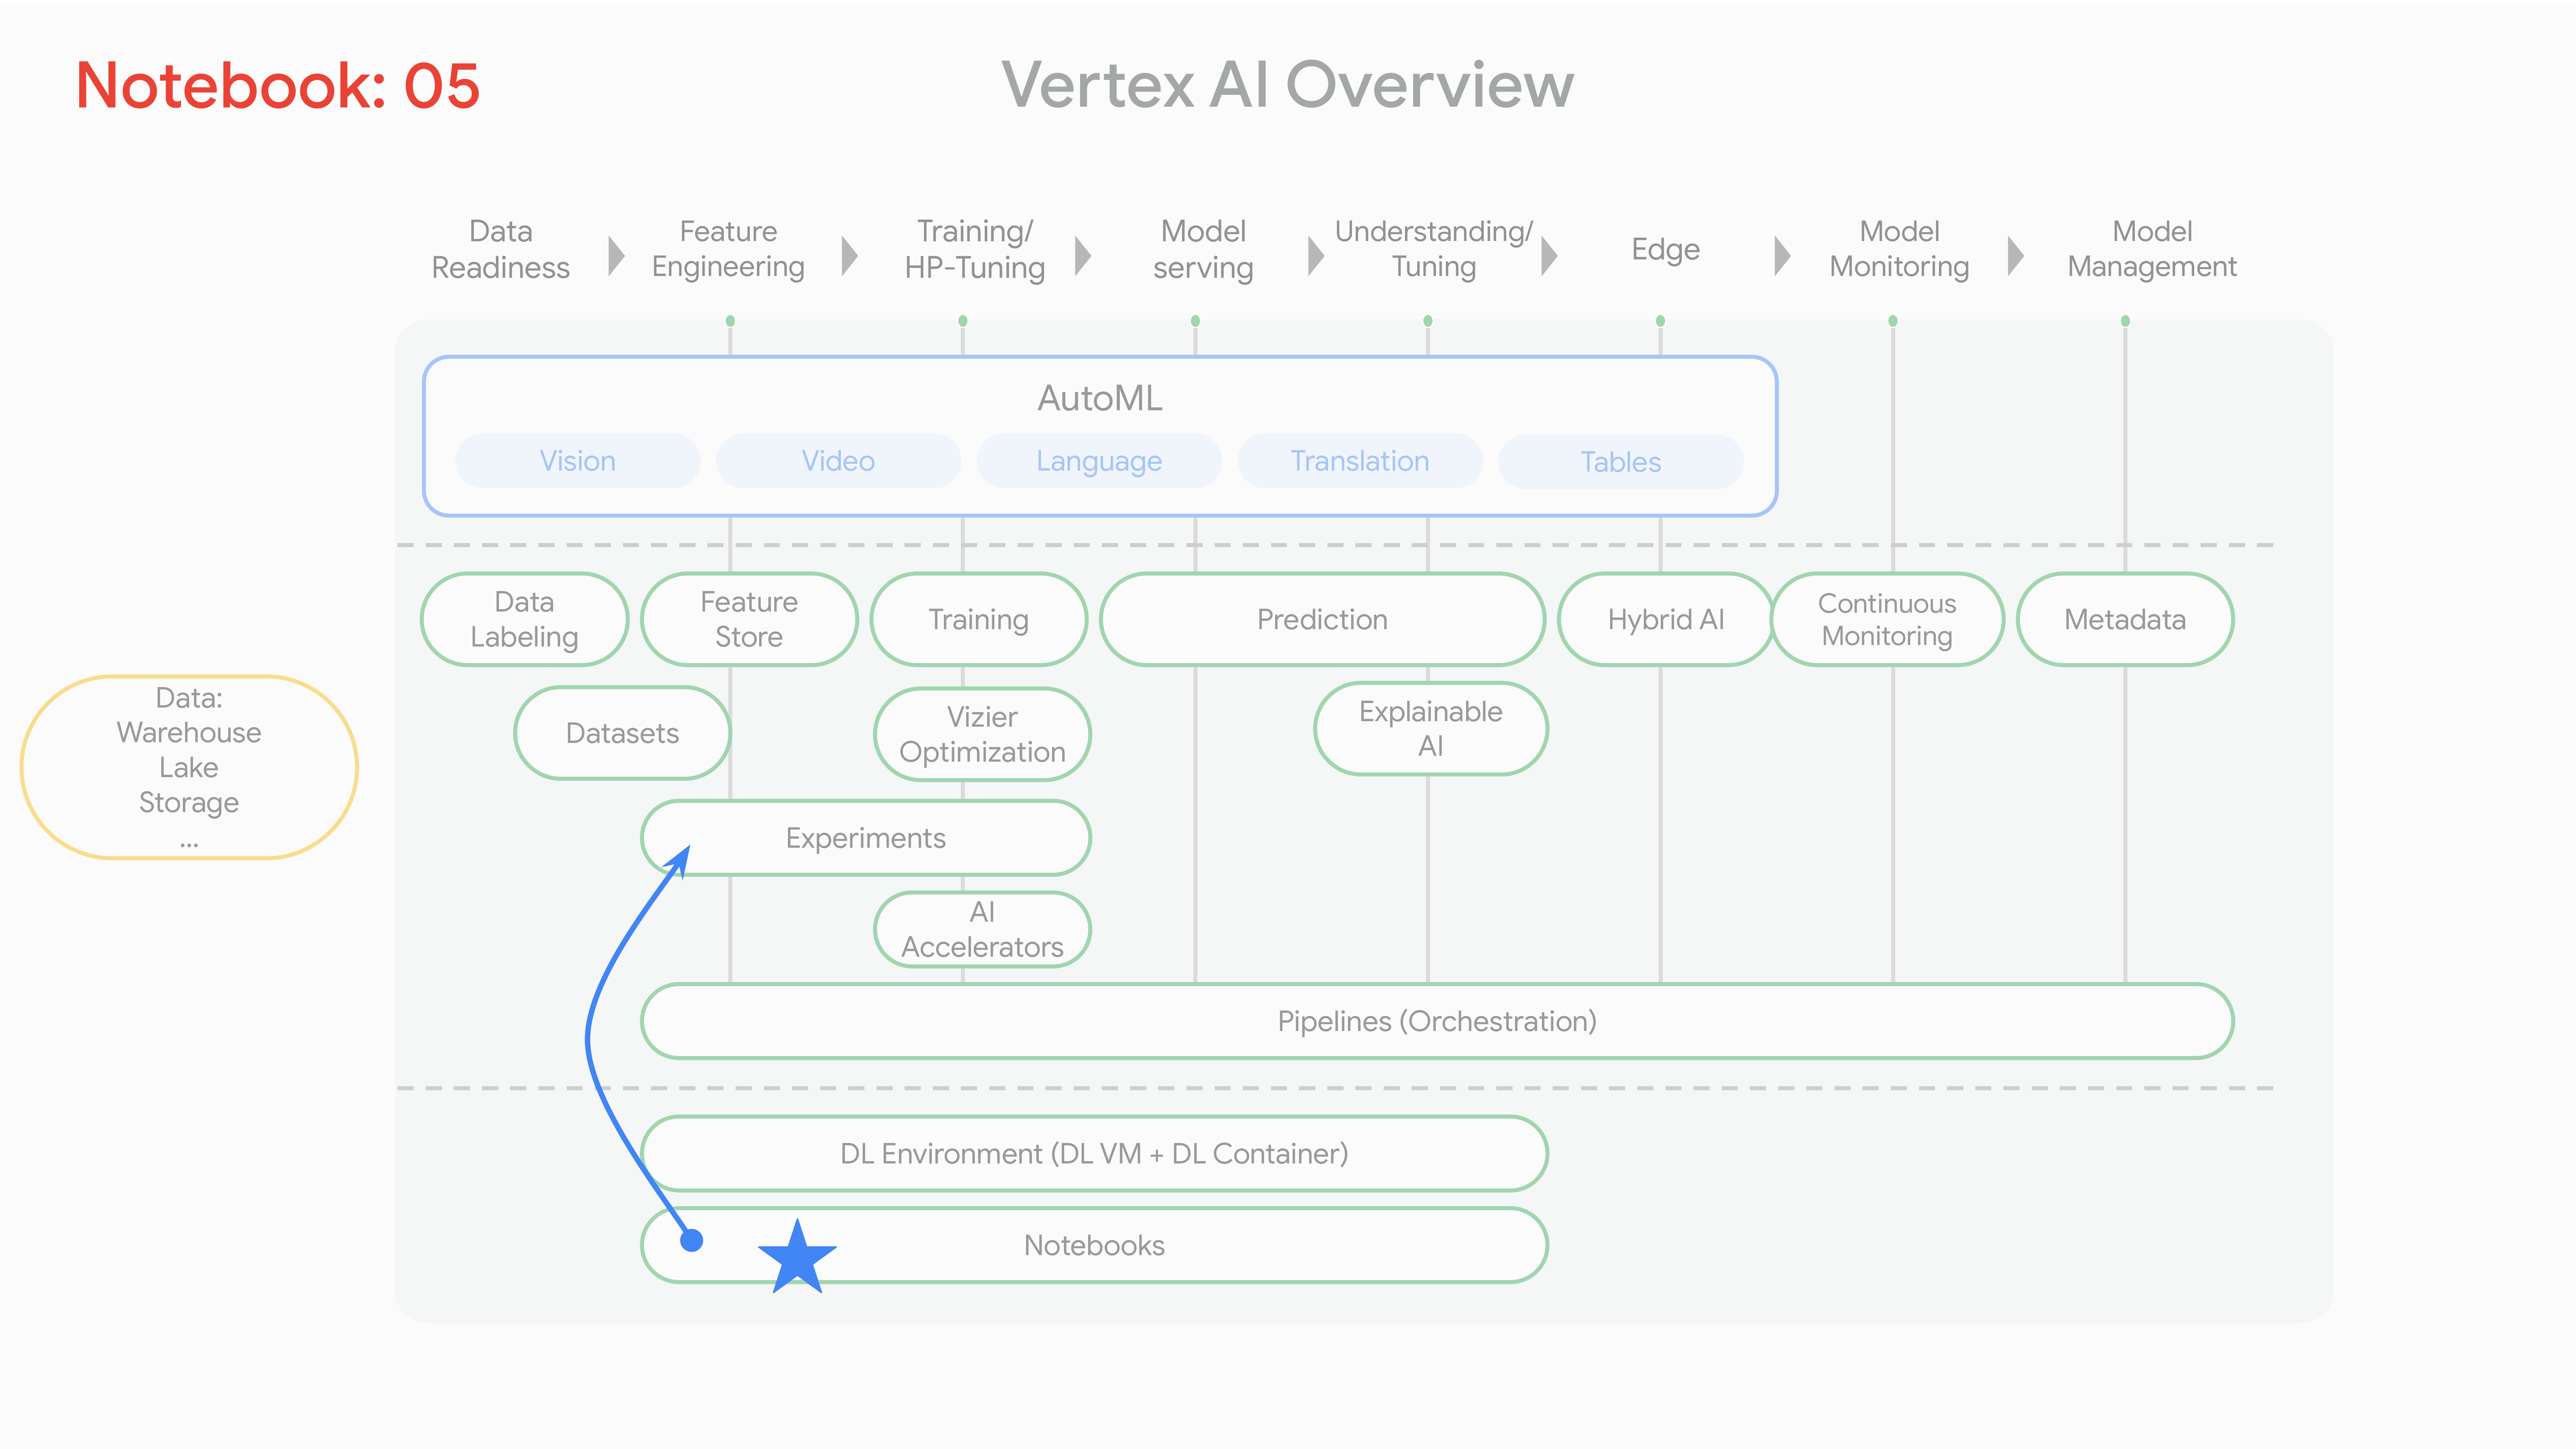 Notebook: 05
Vertex AI Overview
Data
Readiness
Feature
Engineering
Training/
HP-Tuning
Model
serving
Understanding/
Tuning
Edge
Model
Monitoring
Model
Management
AutoML
Vision
Video
Language
Translation
Tables
Data
Labeling
Feature
Store
Training
Prediction
Hybrid AI
Continuous
Monitoring
Metadata
Data:
Warehouse
Lake
Storage
...
Datasets
Vizier
Optimization
Explainable
AI
Experiments
AI
Accelerators
Pipelines (Orchestration)
DL Environment (DL VM + DL Container)
Notebooks